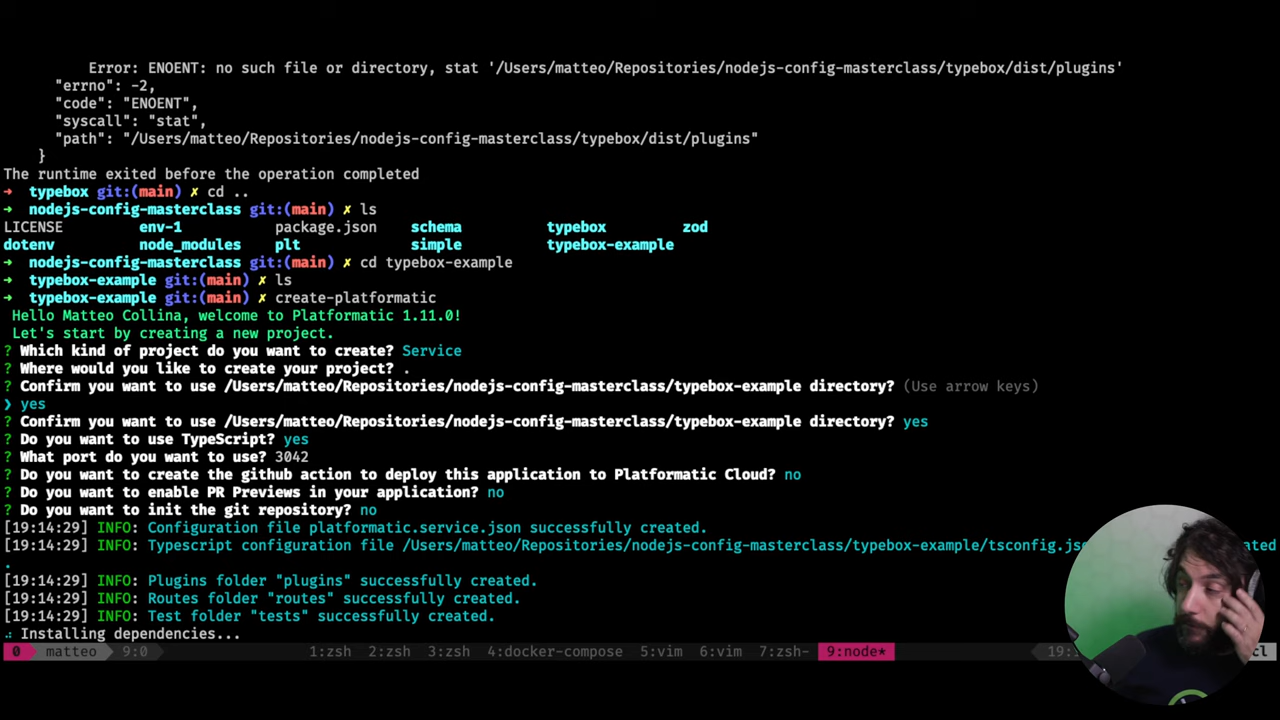 Error: ENOENT: no such file or directory, stat '/Users/matteo/Repositories/nodejs-config-masterclass/typebox/dist/plugins'
"errno": -2,
"code": "ENOENT",
"syscall": "stat",
"path": "/Users/matteo/Repositories/nodejs-config-masterclass/typebox/dist/plugins"
}
The runtime exited before the operation completed
➜ typebox git:(main) ✗ cd ..
➜ nodejs-config-masterclass git:(main) ✗ ls
LICENSE env-1 package.json schema typebox zod
dotenv node_modules plt simple typebox-example
➜ nodejs-config-masterclass git:(main) ✗ cd typebox-example
➜ typebox-example git:(main) ✗ ls
➜ typebox-example git:(main) ✗ create-platformatic
Hello Matteo Collina, welcome to Platformatic 1.11.0!
Let's start by creating a new project.
? Which kind of project do you want to create? Service
? Where would you like to create your project? .
? Confirm you want to use /Users/matteo/Repositories/nodejs-config-masterclass/typebox-example directory? (Use arrow keys)
❯ yes
? Confirm you want to use /Users/matteo/Repositories/nodejs-config-masterclass/typebox-example directory? yes
? Do you want to use TypeScript? yes
? What port do you want to use? 3042
? Do you want to create the github action to deploy this application to Platformatic Cloud? no
? Do you want to enable PR Previews in your application? no
? Do you want to init the git repository? no
[19:14:29] INFO: Configuration file platformatic.service.json successfully created.
[19:14:29] INFO: Typescript configuration file /Users/matteo/Repositories/nodejs-config-masterclass/typebox-example/tsconfig.js
.
[19:14:29] INFO: Plugins folder "plugins" successfully created.
[19:14:29] INFO: Routes folder "routes" successfully created.
[19:14:29] INFO: Test folder "tests" successfully created.
Installing dependencies...
0 matteo 9:0 1:zsh 2:zsh 3:zsh 4:docker-compose 5:vim 6:vim 7:zsh- 9:node*